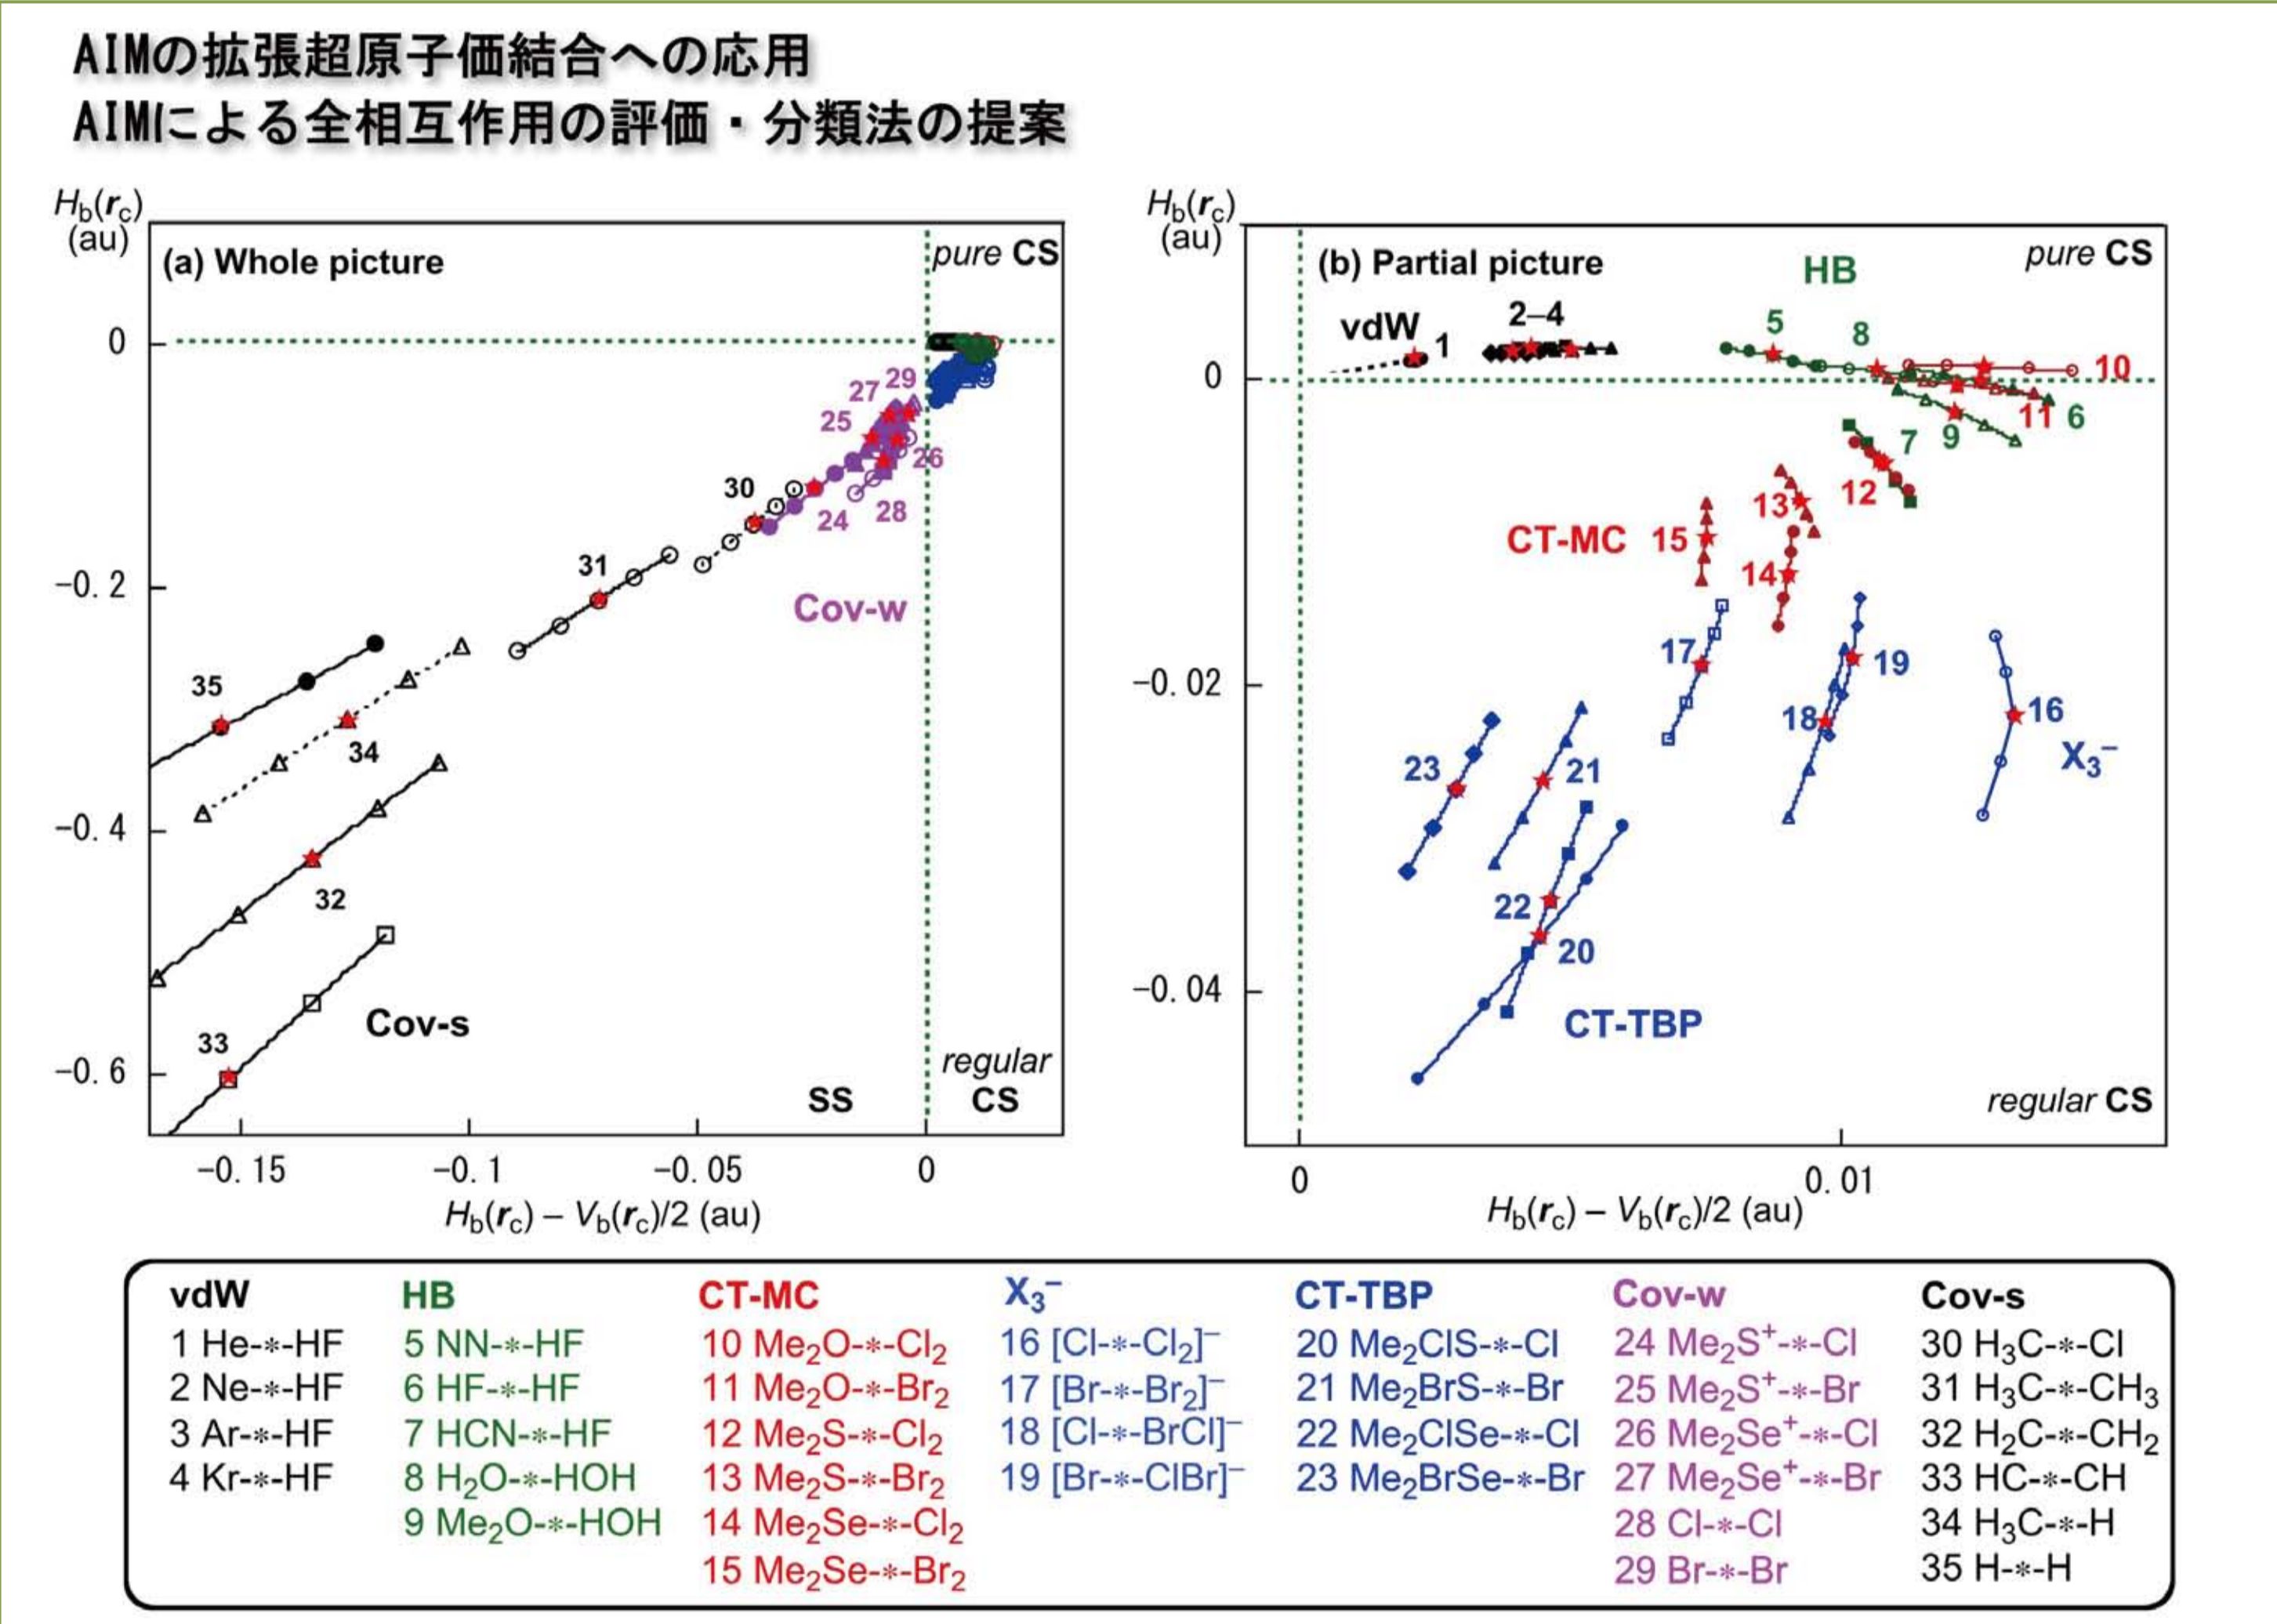 AIMの拡張超原子価結合への応用
AIMによる全相互作用の評価・分類法の提案
Hb(rc)
(au)
(a) Whole picture
pure CS
0
-0.2
-0.4
-0.6
29
27
25
26
30
24
28
31
Cov-w
35
34
32
33
Cov-s
SS
regular
CS
-0.15
-0.1
-0.05
0
Hb(rc) – Vb(rc)/2 (au)
Hb(rc)
(au)
(b) Partial picture
HB
pure CS
vdW
1
2–4
5
8
10
0
11
6
7
9
12
13
CT-MC
15
14
17
19
18
16
X3–
-0.02
23
21
22
20
-0.04
CT-TBP
regular CS
0
0.01
Hb(rc) – Vb(rc)/2 (au)
vdW
1 He-*-HF
2 Ne-*-HF
3 Ar-*-HF
4 Kr-*-HF
HB
5 NN-*-HF
6 HF-*-HF
7 HCN-*-HF
8 H2O-*-HOH
9 Me2O-*-HOH
CT-MC
10 Me2O-*-Cl2
11 Me2O-*-Br2
12 Me2S-*-Cl2
13 Me2S-*-Br2
14 Me2Se-*-Cl2
15 Me2Se-*-Br2
X3–
16 [Cl-*-Cl2]–
17 [Br-*-Br2]–
18 [Cl-*-BrCl]–
19 [Br-*-ClBr]–
CT-TBP
20 Me2ClS-*-Cl
21 Me2BrS-*-Br
22 Me2ClSe-*-Cl
23 Me2BrSe-*-Br
Cov-w
24 Me2S+-*-Cl
25 Me2S+-*-Br
26 Me2Se+-*-Cl
27 Me2Se+-*-Br
28 Cl-*-Cl
29 Br-*-Br
Cov-s
30 H3C-*-Cl
31 H3C-*-CH3
32 H2C-*-CH2
33 HC-*-CH
34 H3C-*-H
35 H-*-H